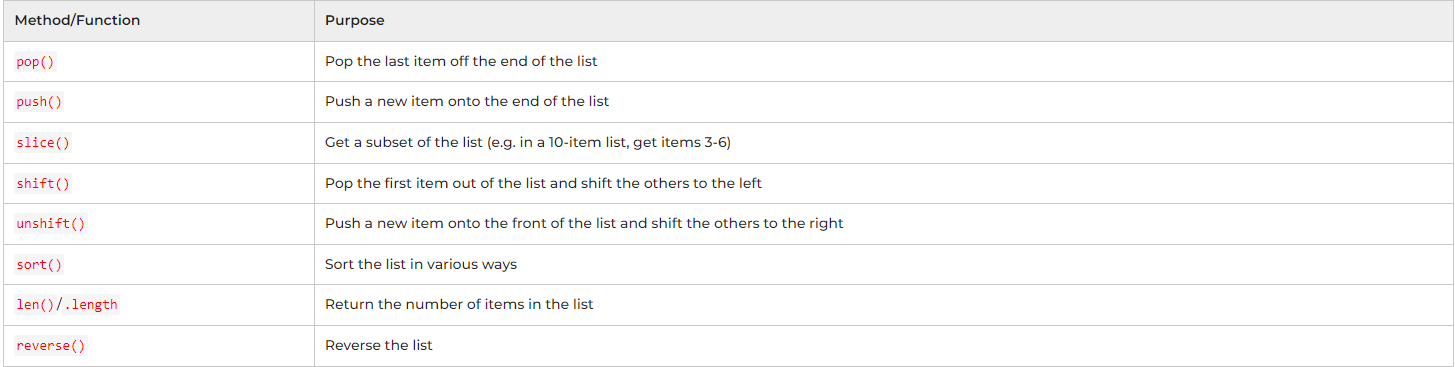 Method/Function Purpose
pop() Pop the last item off the end of the list
push() Push a new item onto the end of the list
slice() Get a subset of the list (e.g. in a 10-item list, get items 3-6)
shift() Pop the first item out of the list and shift the others to the left
unshift() Push a new item onto the front of the list and shift the others to the right
sort() Sort the list in various ways
len()/.length Return the number of items in the list
reverse() Reverse the list